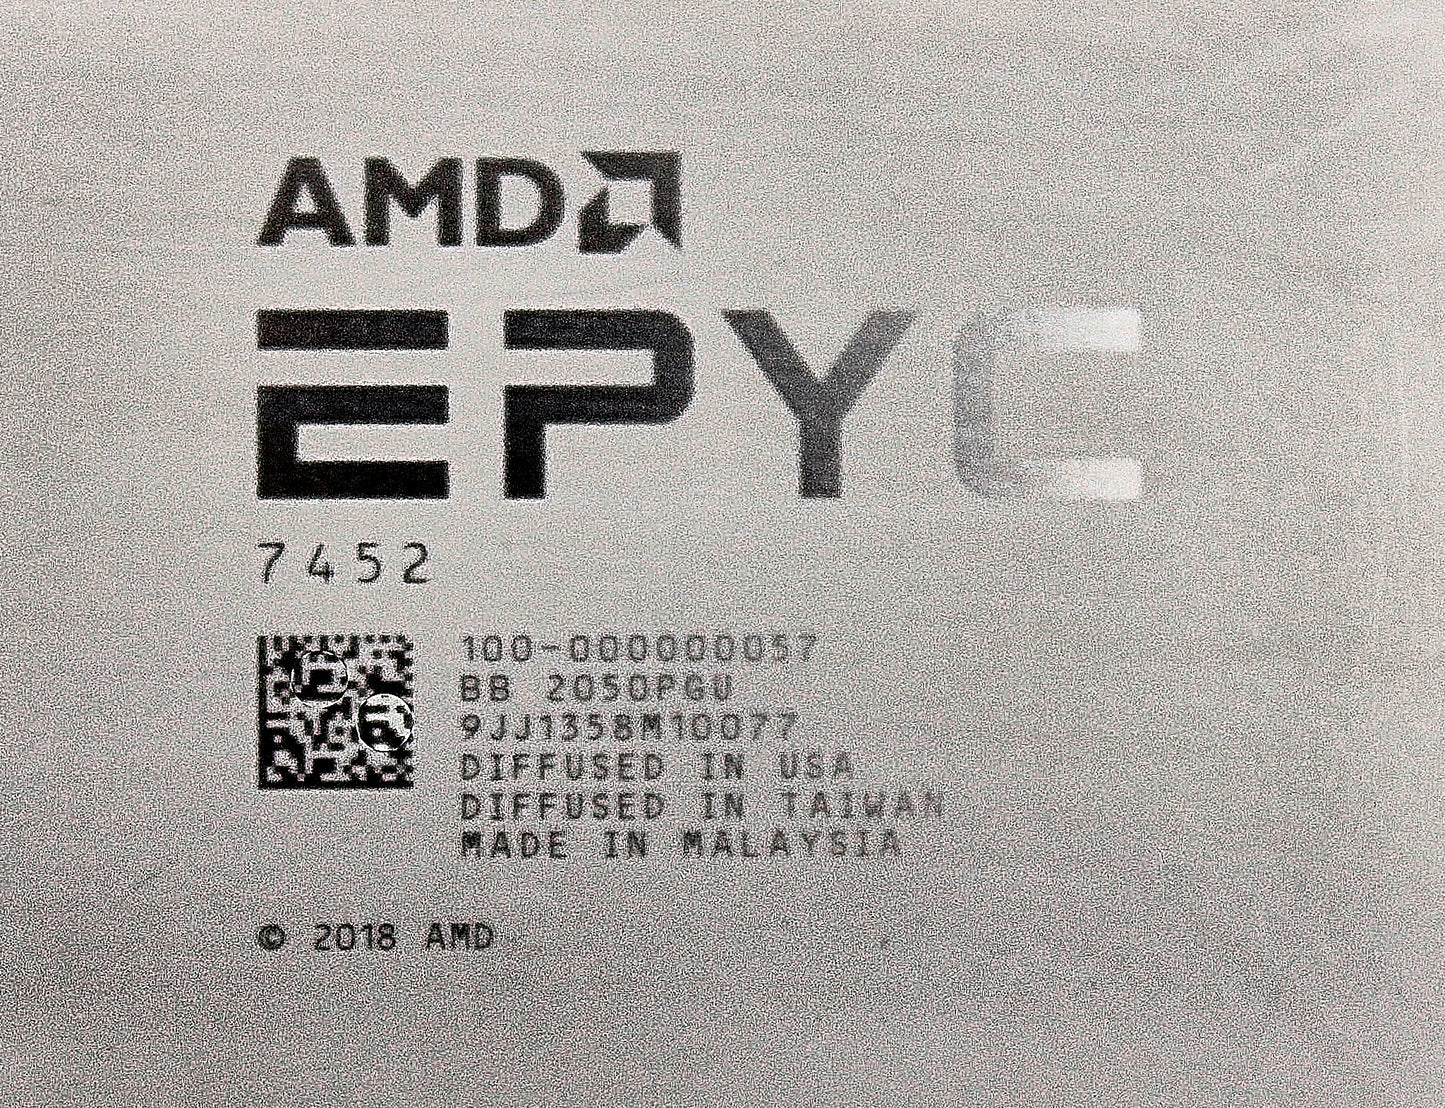 AMD
EPYC
7452
100-000000057
BB 2050PGU
9JJ1358M10077
DIFFUSED IN USA
DIFFUSED IN TAIWAN
MADE IN MALAYSIA
© 2018 AMD